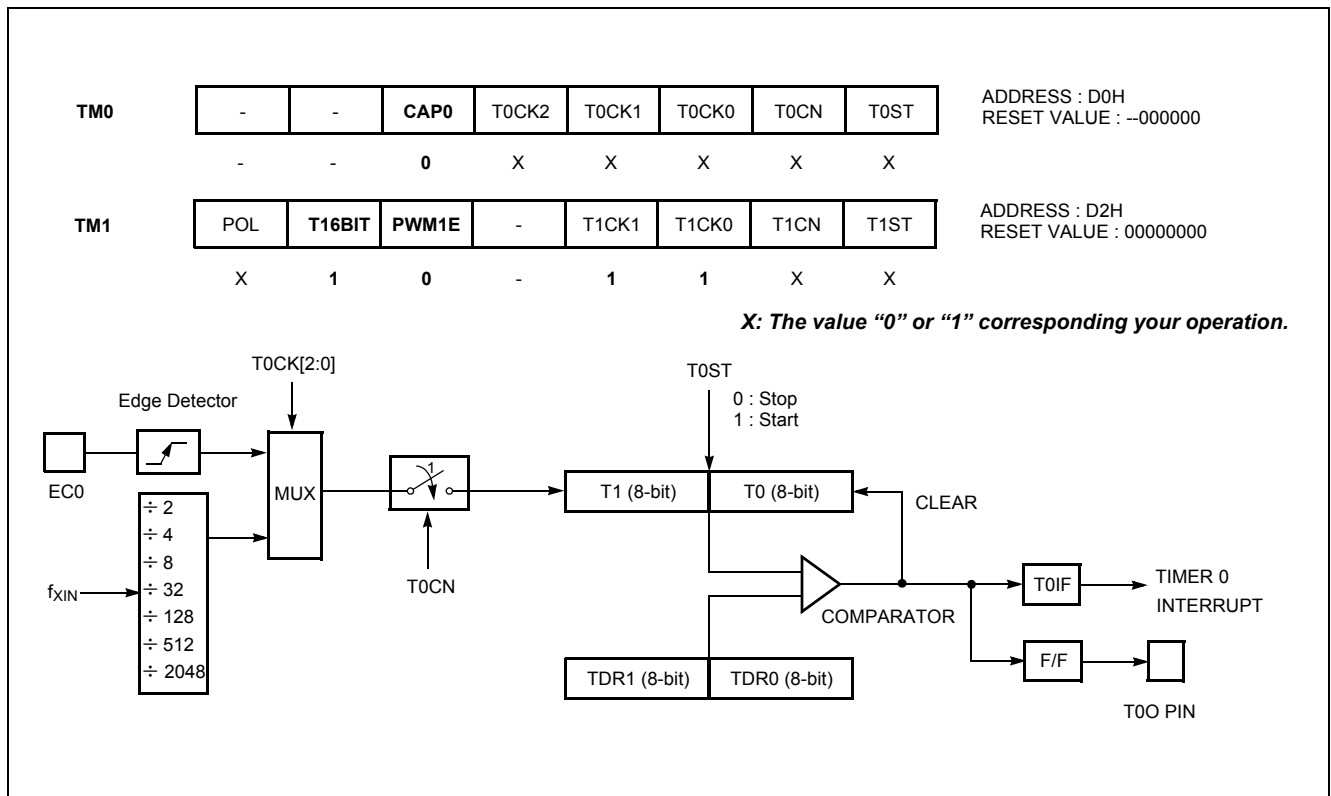 TM0 - - CAP0 T0CK2 T0CK1 T0CK0 T0CN T0ST ADDRESS : D0H
RESET VALUE : --000000
- - 0 X X X X X
TM1 POL T16BIT PWM1E - T1CK1 T1CK0 T1CN T1ST ADDRESS : D2H
RESET VALUE : 00000000
X 1 0 - 1 1 X X
X: The value “0” or “1” corresponding your operation.
T0CK[2:0]
T0ST
0 : Stop
1 : Start
Edge Detector
EC0
MUX
1
T0CN
T1 (8-bit) T0 (8-bit)
CLEAR
fXIN
÷ 2
÷ 4
÷ 8
÷ 32
÷ 128
÷ 512
÷ 2048
COMPARATOR
T0IF
TIMER 0
INTERRUPT
TDR1 (8-bit) TDR0 (8-bit)
F/F
T0O PIN